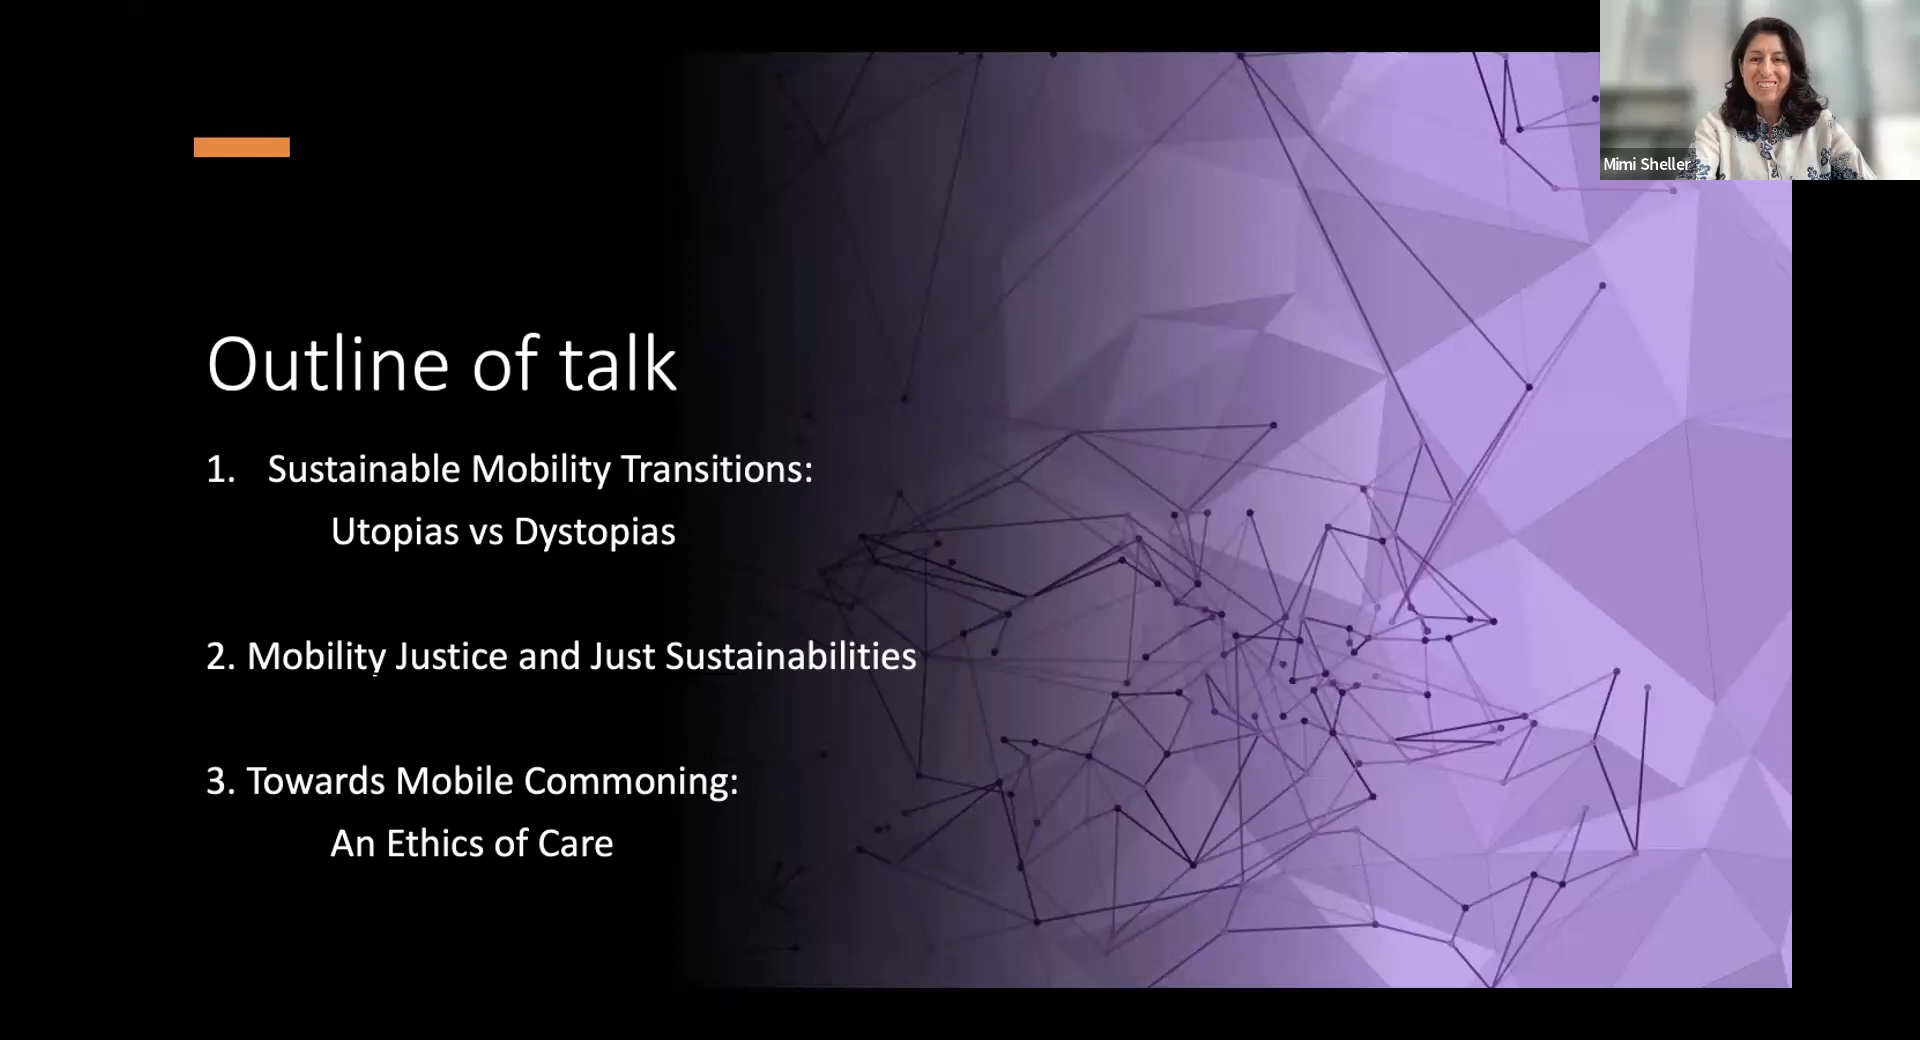 Mimi Sheller
Outline of talk
1. Sustainable Mobility Transitions:
Utopias vs Dystopias
2. Mobility Justice and Just Sustainabilities
3. Towards Mobile Commoning:
An Ethics of Care